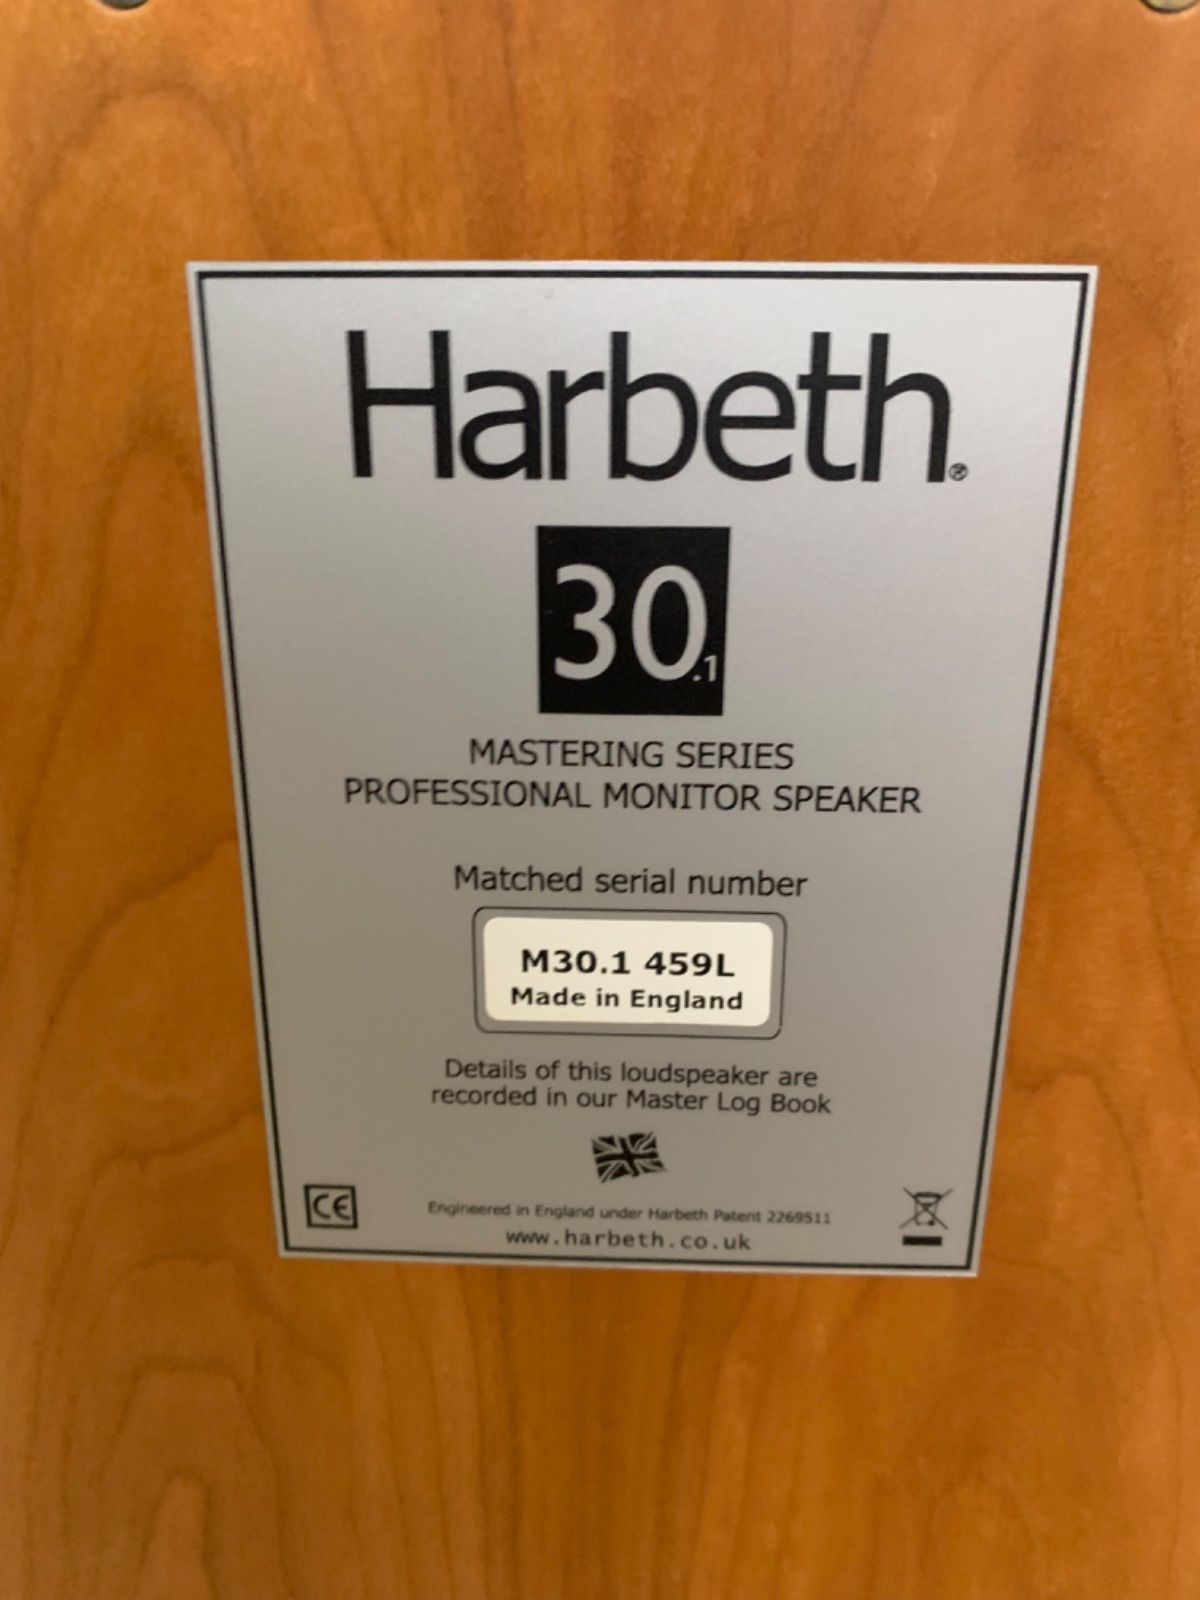 Harbeth®
30.1
MASTERING SERIES
PROFESSIONAL MONITOR SPEAKER
Matched serial number
M30.1 459L
Made in England
Details of this loudspeaker are
recorded in our Master Log Book
CE
Engineered in England under Harbeth Patent 2269511
www.harbeth.co.uk